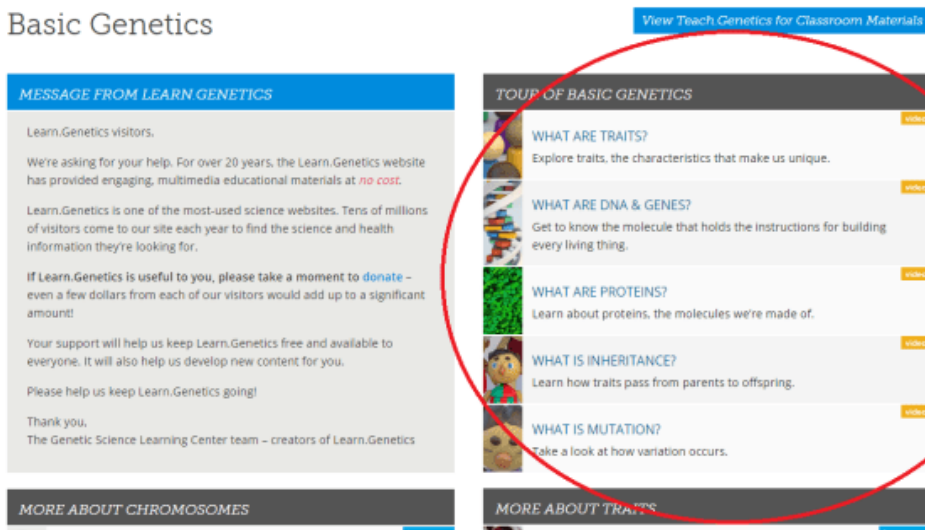 Basic Genetics
View Teach.Genetics for Classroom Materials
MESSAGE FROM LEARN.GENETICS
Learn.Genetics visitors,
We're asking for your help. For over 20 years, the Learn.Genetics website
has provided engaging, multimedia educational materials at no cost.
Learn.Genetics is one of the most-used science websites. Tens of millions
of visitors come to our site each year to find the science and health
information they're looking for.
If Learn.Genetics is useful to you, please take a moment to donate –
even a few dollars from each of our visitors would add up to a significant
amount!
Your support will help us keep Learn.Genetics free and available to
everyone. It will also help us develop new content for you.
Please help us keep Learn.Genetics going!
Thank you,
The Genetic Science Learning Center team – creators of Learn.Genetics
MORE ABOUT CHROMOSOMES
TOUR OF BASIC GENETICS
video
WHAT ARE TRAITS?
Explore traits, the characteristics that make us unique.
video
WHAT ARE DNA & GENES?
Get to know the molecule that holds the instructions for building
every living thing.
video
WHAT ARE PROTEINS?
Learn about proteins, the molecules we're made of.
video
WHAT IS INHERITANCE?
Learn how traits pass from parents to offspring.
video
WHAT IS MUTATION?
Take a look at how variation occurs.
MORE ABOUT TRAITS